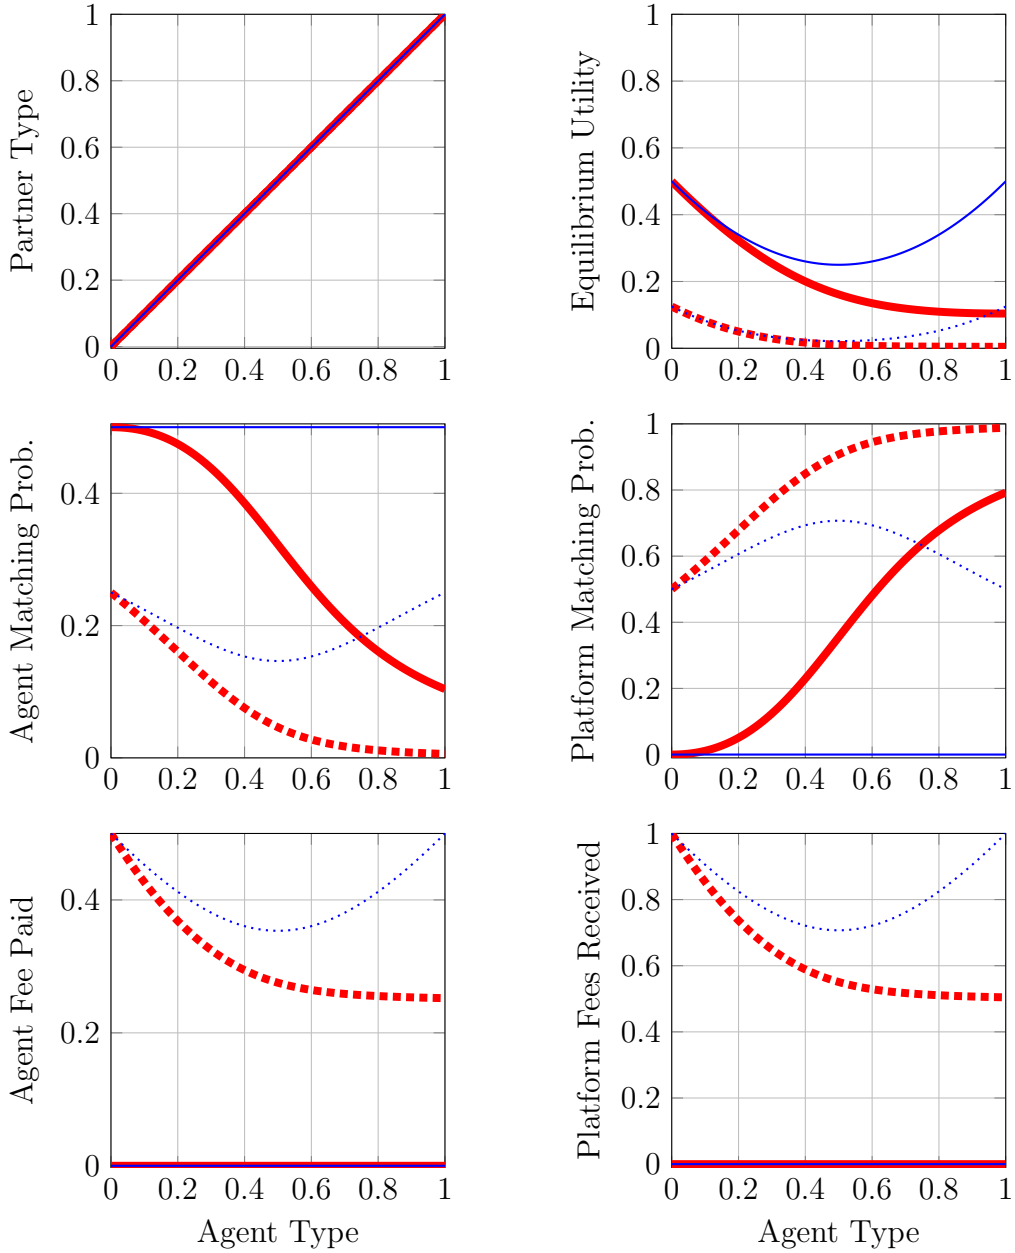 Partner Type
1
0.8
0.6
0.4
0.2
0
0 0.2 0.4 0.6 0.8 1
Equilibrium Utility
1
0.8
0.6
0.4
0.2
0
0 0.2 0.4 0.6 0.8 1
Agent Matching Prob.
0.4
0.2
0
0 0.2 0.4 0.6 0.8 1
Platform Matching Prob.
1
0.8
0.6
0.4
0.2
0
0 0.2 0.4 0.6 0.8 1
Agent Fee Paid
0.4
0.2
0
0 0.2 0.4 0.6 0.8 1
Agent Type
Platform Fees Received
1
0.8
0.6
0.4
0.2
0
0 0.2 0.4 0.6 0.8 1
Agent Type